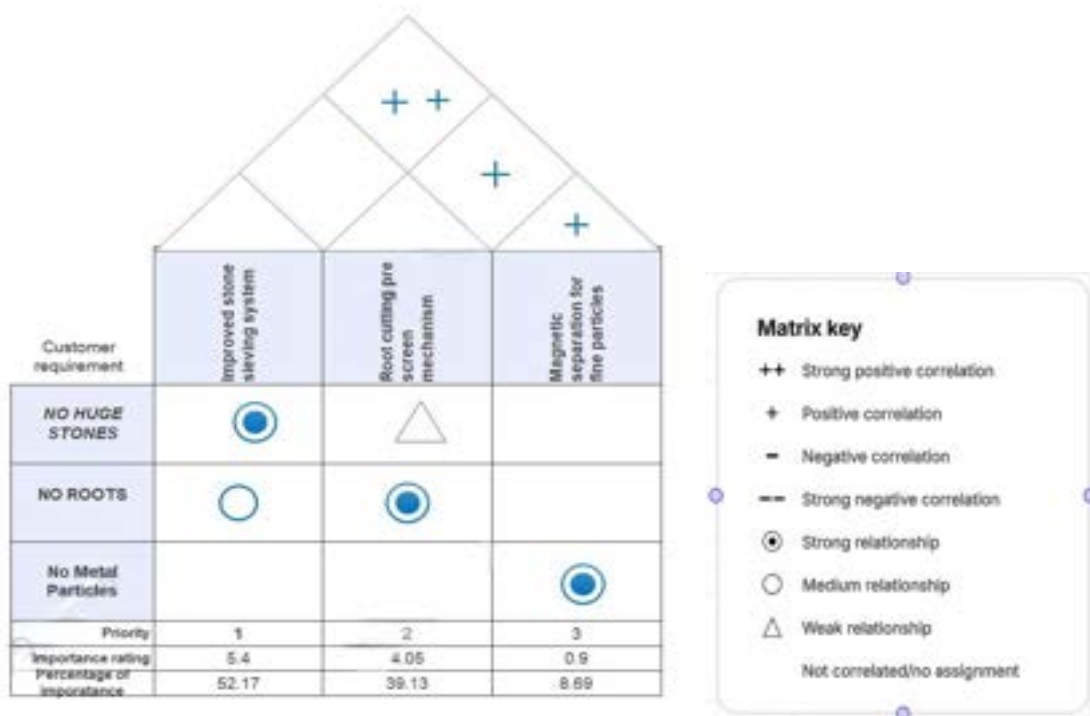 ++
+
+
Improved stone
sieving system
Root cutting pre
screen
mechanism
Magnetic
separation for
fine particles
Customer
requirement
NO HUGE
STONES
NO ROOTS
No Metal
Particles
Priority 1 2 3
Importance rating 5.4 4.05 0.9
Percentage of
imporatance 52.17 39.13 8.69
Matrix key
++ Strong positive correlation
+ Positive correlation
- Negative correlation
-- Strong negative correlation
Strong relationship
Medium relationship
Weak relationship
Not correlated/no assignment